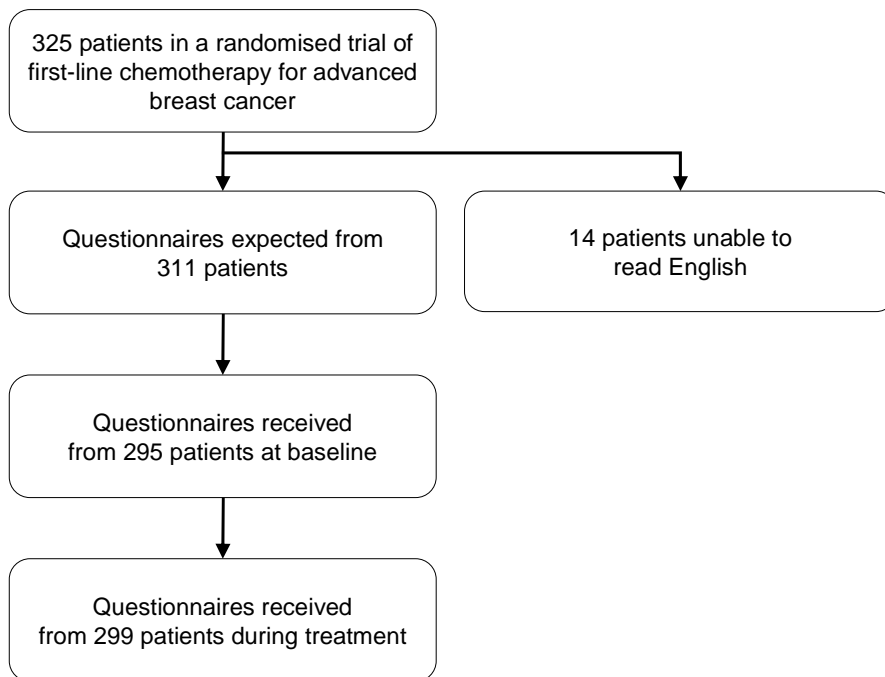 325 patients in a randomised trial of
first-line chemotherapy for advanced
breast cancer
Questionnaires expected from
311 patients
14 patients unable to
read English
Questionnaires received
from 295 patients at baseline
Questionnaires received
from 299 patients during treatment